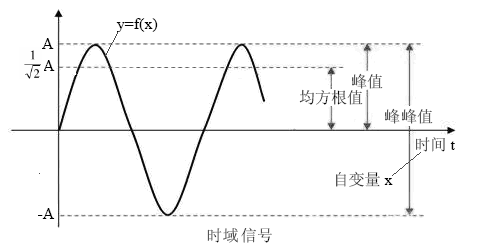 y=f(x)
A
1/√2 A
峰值
均方根值
峰峰值
时间 t
自变量 x
-A
时域信号